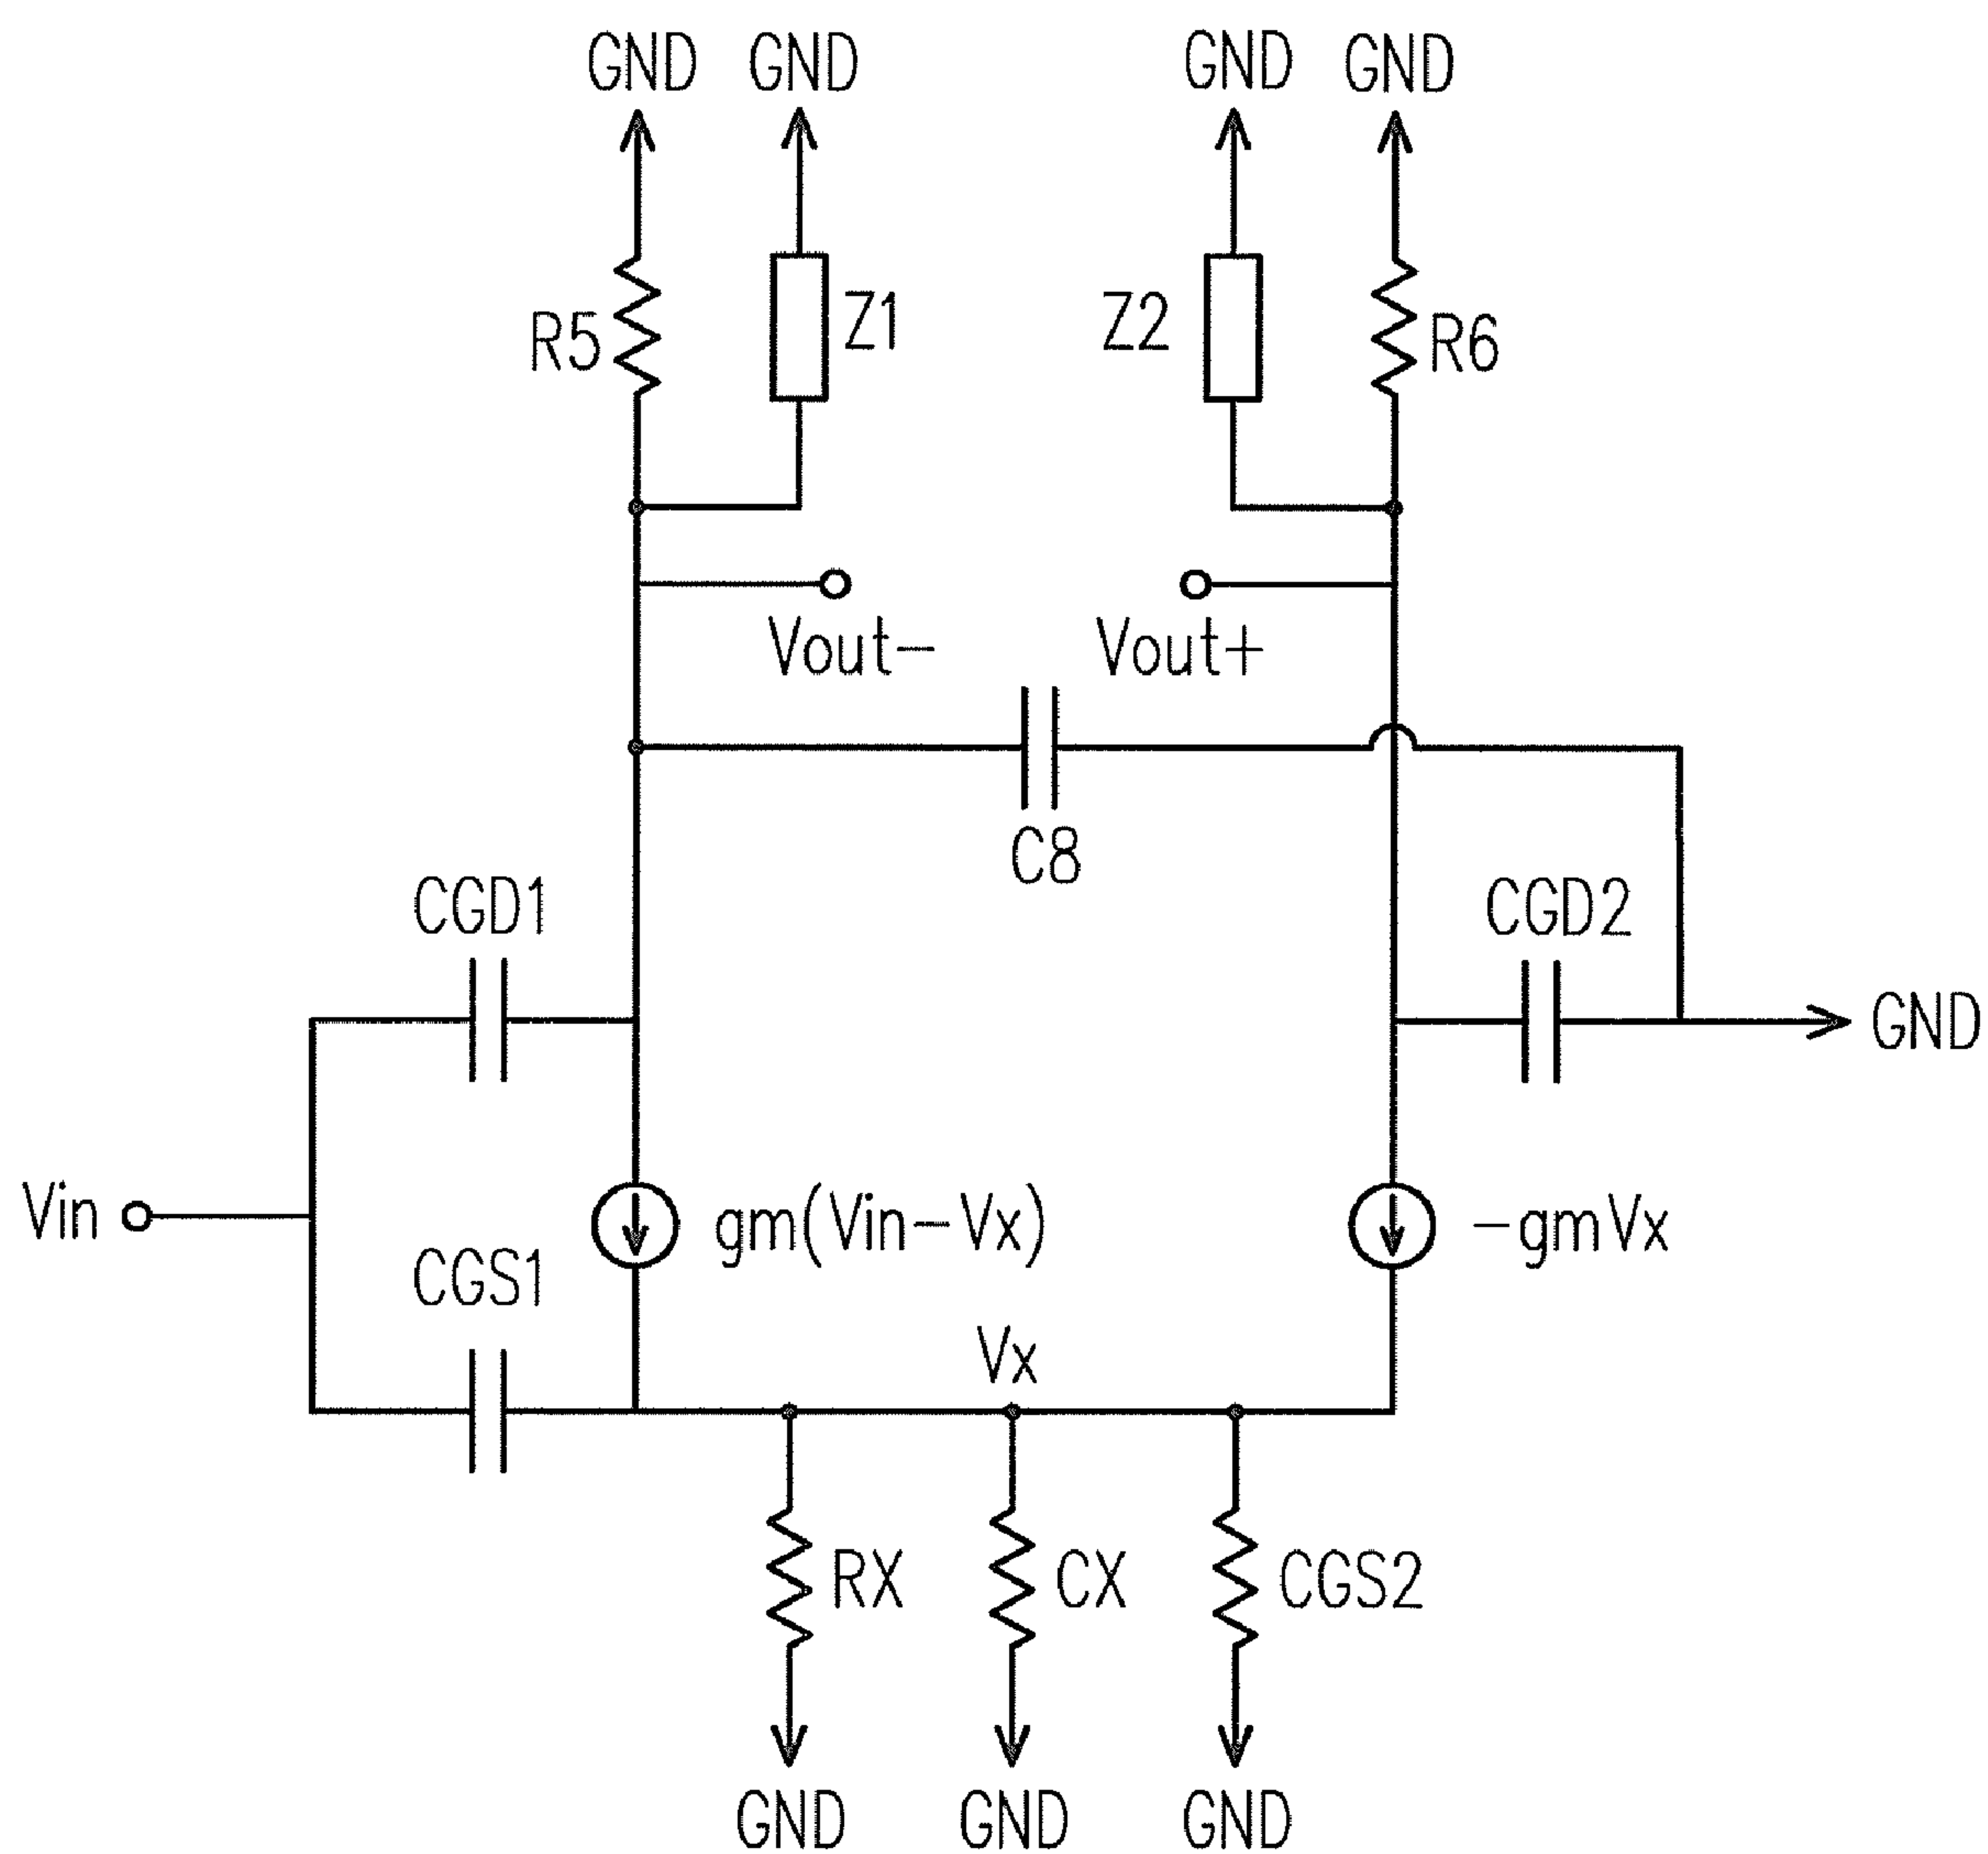 GND GND GND GND
R5 Z1 Z2 R6
Vout- Vout+
C8
CGD1 CGD2
GND
Vin gm(Vin-Vx) -gmVx
CGS1
Vx
RX CX CGS2
GND GND GND